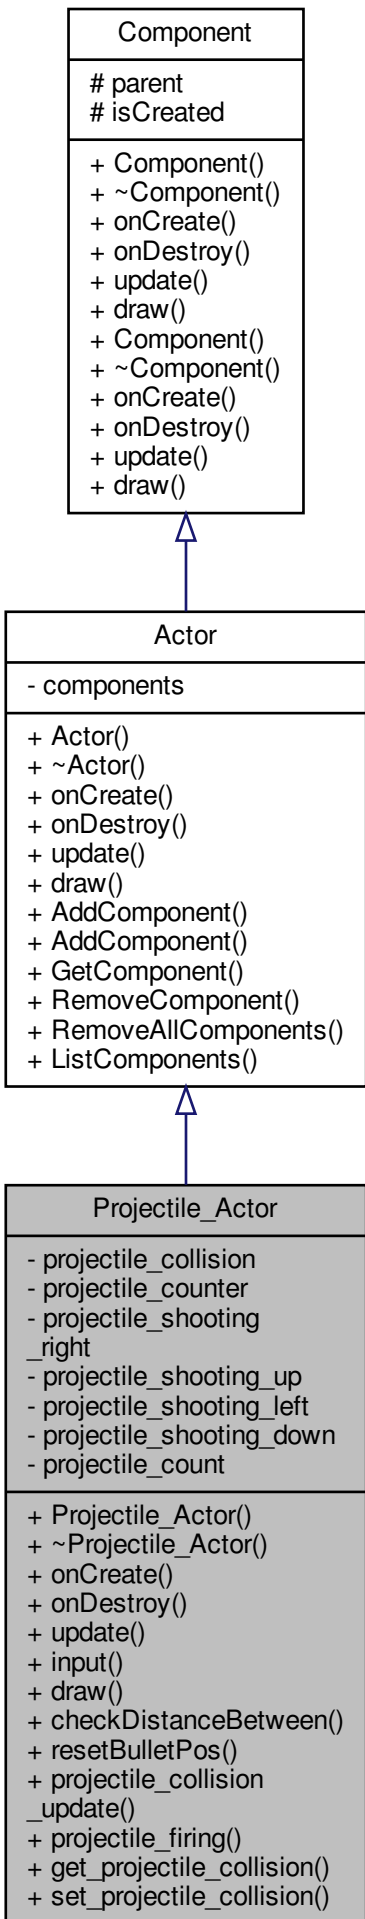 Component
# parent
# isCreated
+ Component()
+ ~Component()
+ onCreate()
+ onDestroy()
+ update()
+ draw()
+ Component()
+ ~Component()
+ onCreate()
+ onDestroy()
+ update()
+ draw()
Actor
- components
+ Actor()
+ ~Actor()
+ onCreate()
+ onDestroy()
+ update()
+ draw()
+ AddComponent()
+ AddComponent()
+ GetComponent()
+ RemoveComponent()
+ RemoveAllComponents()
+ ListComponents()
Projectile_Actor
- projectile_collision
- projectile_counter
- projectile_shooting
_right
- projectile_shooting_up
- projectile_shooting_left
- projectile_shooting_down
- projectile_count
+ Projectile_Actor()
+ ~Projectile_Actor()
+ onCreate()
+ onDestroy()
+ update()
+ input()
+ draw()
+ checkDistanceBetween()
+ resetBulletPos()
+ projectile_collision
_update()
+ projectile_firing()
+ get_projectile_collision()
+ set_projectile_collision()